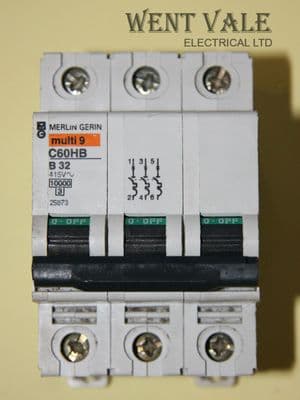 WENT VALE
ELECTRICAL LTD
MERLIN GERIN
multi 9
C60HB
B 32
415V~
10000
3
25873
1 3 5
2 4 6
O-OFF O-OFF O-OFF